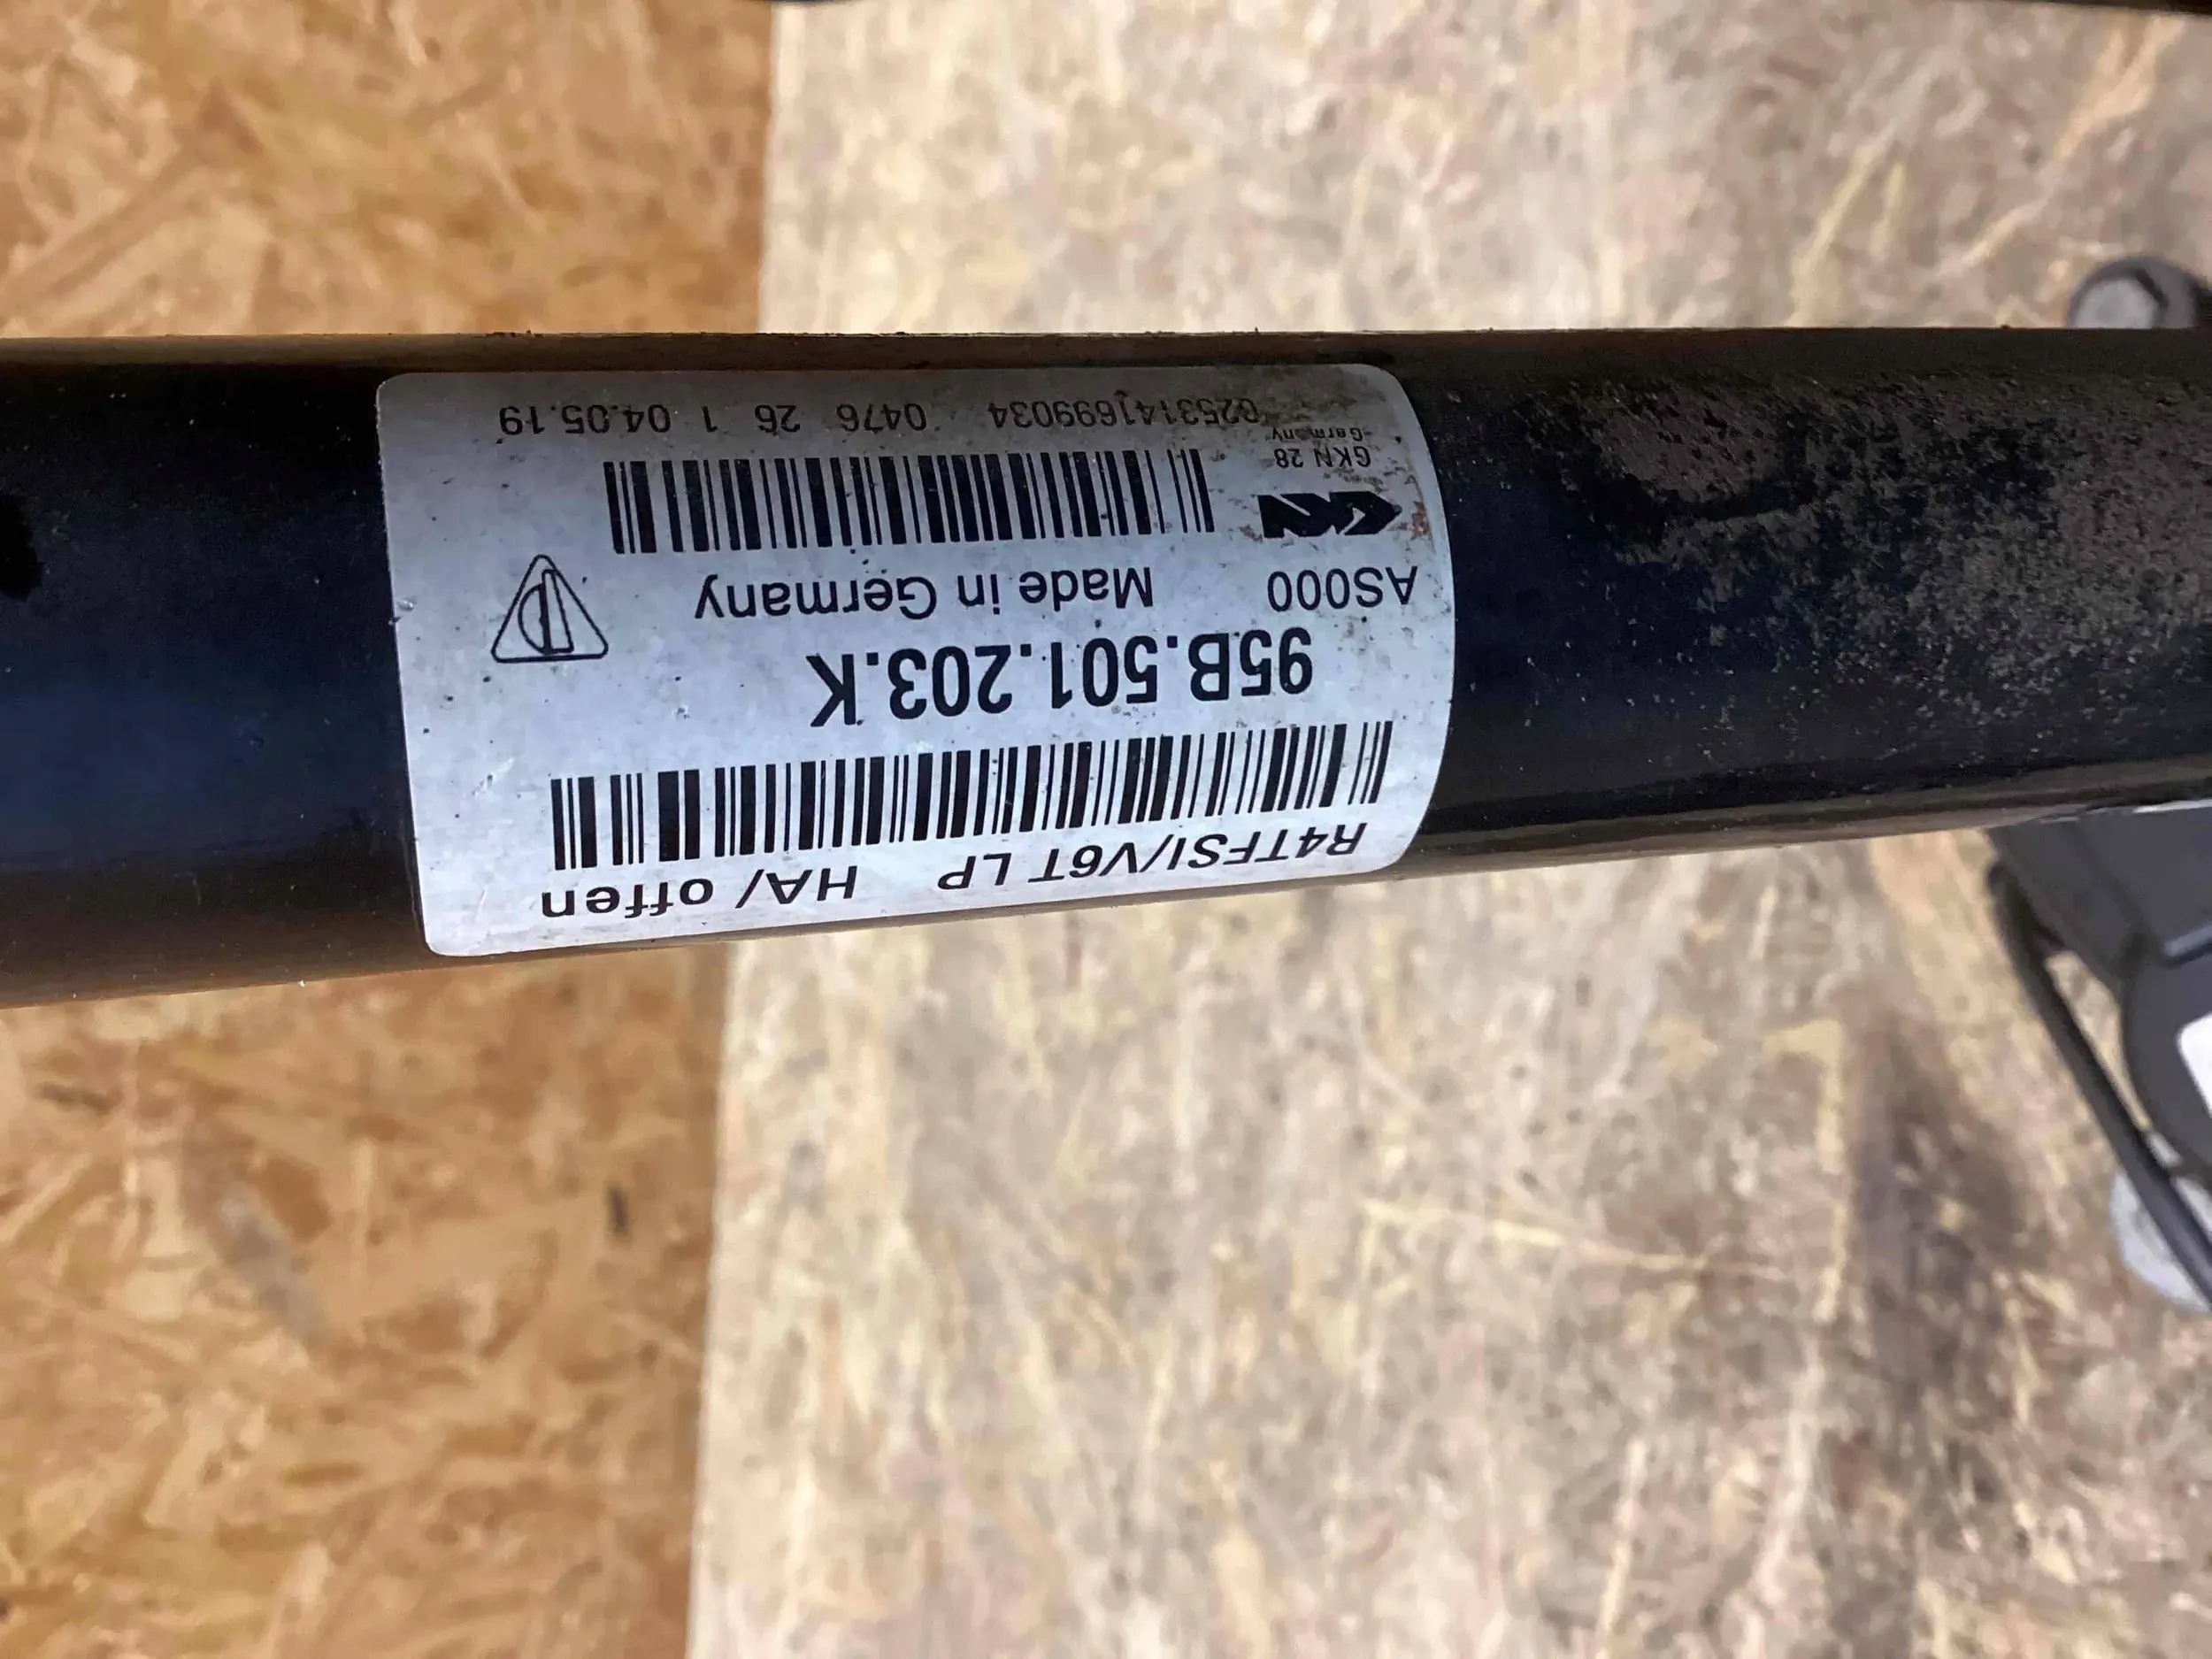 R4TFSI/V6T LP HA/ offen
95B.501.203.K
AS000 Made in Germany
GKN
GKN 28
Germany
0253141699034 0476 26 1 04.05.19